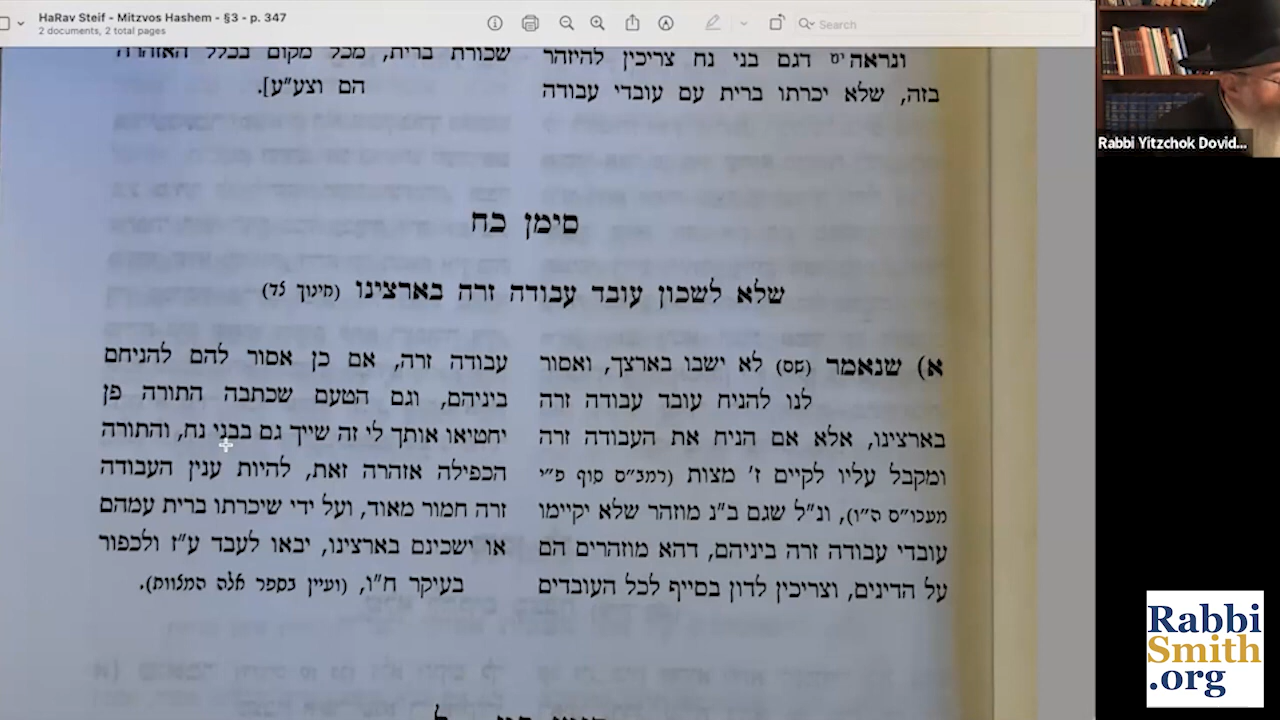 HaRav Steif - Mitzvos Hashem - §3 - p. 347
2 documents, 2 total pages
Search
ונראה יט דגם בני נח צריכין להיזהר
בזה, שלא יכרתו ברית עם עובדי עבודה
שכורת ברית, מכל מקום בכלל האזהרה
הם וצע"ע].
סימן כח
שלא לשכון עובד עבודה זרה בארצינו (חינוך צד)
א) שנאמר (שם) לא ישבו בארצך, ואסור
לנו להניח עובד עבודה זרה
בארצינו, אלא אם הניח את העבודה זרה
ומקבל עליו לקיים ז' מצות (רמב"ם סוף פ"י
מעכו"ם ה"ו), ונ"ל שגם ב"נ מוזהר שלא יקיימו
עובדי עבודה זרה ביניהם, דהא מוזהרים הם
על הדינים, וצריכין לדון בסייף לכל העובדים
עבודה זרה, אם כן אסור להם להניחם
ביניהם, וגם הטעם שכתבה התורה פן
יחטיאו אותך לי זה שייך גם בבני נח, והתורה
הכפילה אזהרה זאת, להיות ענין העבודה
זרה חמור מאוד, ועל ידי שיכרתו ברית עמהם
או ישכינם בארצינו, יבאו לעבד ע"ז ולכפור
בעיקר ח"ו, (ועיין בספר אלה המצוות).
Rabbi Yitzchok Dovid...
Rabbi
Smith
.org